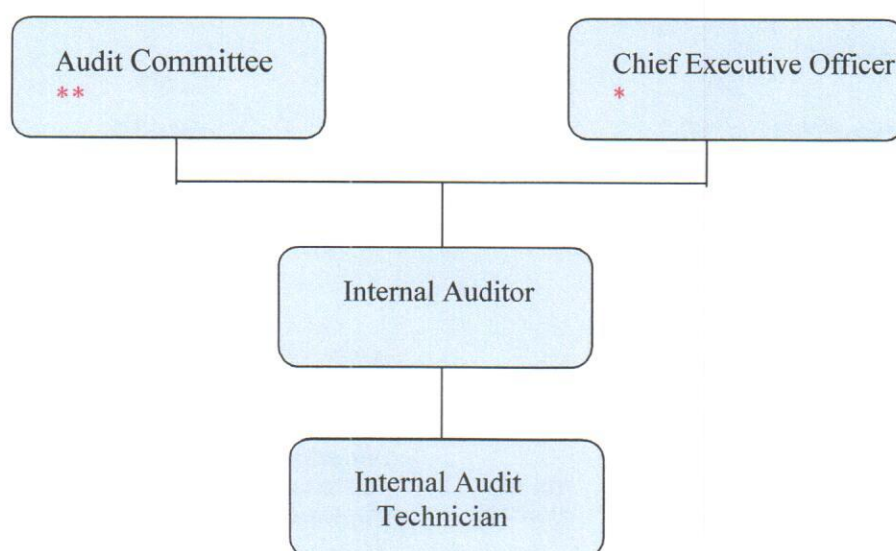 Audit Committee
**
Chief Executive Officer
*
Internal Auditor
Internal Audit
Technician